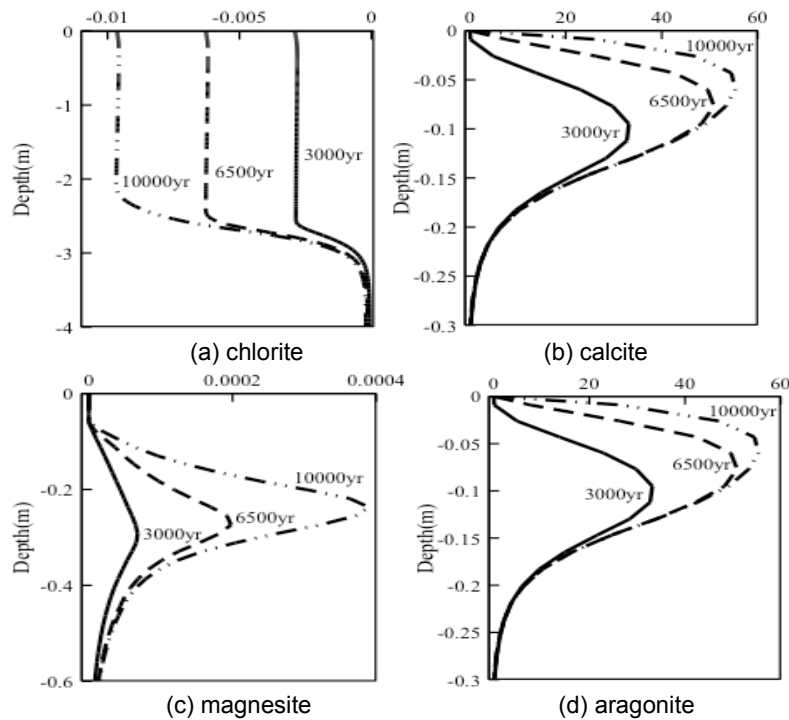 -0.01 -0.005 0
0
-1
-2
-3
-4
Depth(m)
10000yr
6500yr
3000yr
(a) chlorite
0 20 40 60
0
-0.05
-0.1
-0.15
-0.2
-0.25
-0.3
Depth(m)
10000yr
6500yr
3000yr
(b) calcite
0 0.0002 0.0004
0
-0.2
-0.4
-0.6
Depth(m)
10000yr
6500yr
3000yr
(c) magnesite
0 20 40 60
0
-0.05
-0.1
-0.15
-0.2
-0.25
-0.3
Depth(m)
10000yr
6500yr
3000yr
(d) aragonite